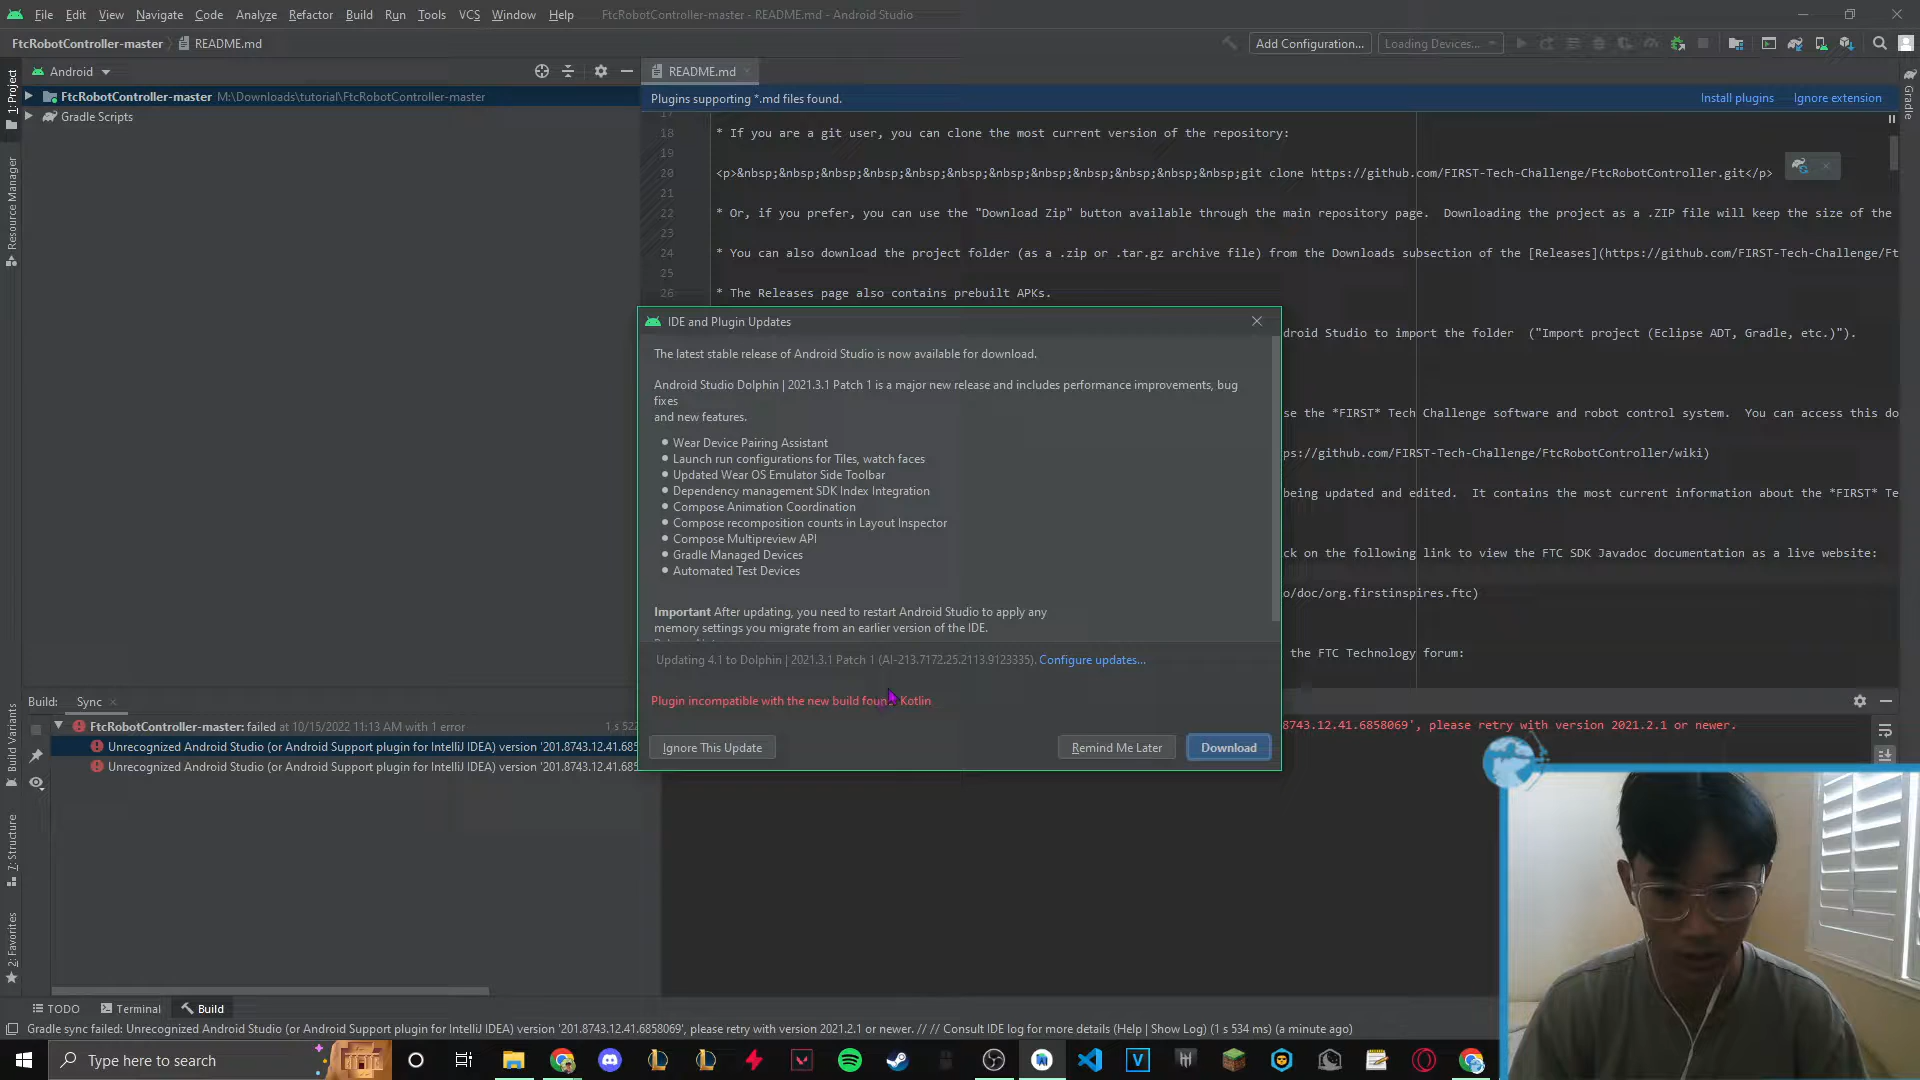 File Edit View Navigate Code Analyze Refactor Build Run Tools VCS Window Help FtcRobotController-master - README.md - Android Studio
FtcRobotController-master README.md Add Configuration... Loading Devices...
Android README.md
FtcRobotController-master M:\Downloads\tutorial\FtcRobotController-master
Gradle Scripts
Plugins supporting *.md files found. Install plugins Ignore extension
17
18 * If you are a git user, you can clone the most current version of the repository:
19
20 <p>&nbsp;&nbsp;&nbsp;&nbsp;&nbsp;&nbsp;&nbsp;&nbsp;&nbsp;&nbsp;&nbsp;&nbsp;git clone https://github.com/FIRST-Tech-Challenge/FtcRobotController.git</p>
21
22 * Or, if you prefer, you can use the "Download Zip" button available through the main repository page.  Downloading the project as a .ZIP file will keep the size of the
23
24 * You can also download the project folder (as a .zip or .tar.gz archive file) from the Downloads subsection of the [Releases](https://github.com/FIRST-Tech-Challenge/Ft
25
26 * The Releases page also contains prebuilt APKs.
droid Studio to import the folder  ("Import project (Eclipse ADT, Gradle, etc.)").
se the *FIRST* Tech Challenge software and robot control system.  You can access this do
ps://github.com/FIRST-Tech-Challenge/FtcRobotController/wiki)
being updated and edited.  It contains the most current information about the *FIRST* Te
ck on the following link to view the FTC SDK Javadoc documentation as a live website:
o/doc/org.firstinspires.ftc)
the FTC Technology forum:
IDE and Plugin Updates
The latest stable release of Android Studio is now available for download.
Android Studio Dolphin | 2021.3.1 Patch 1 is a major new release and includes performance improvements, bug
fixes
and new features.
Wear Device Pairing Assistant
Launch run configurations for Tiles, watch faces
Updated Wear OS Emulator Side Toolbar
Dependency management SDK Index Integration
Compose Animation Coordination
Compose recomposition counts in Layout Inspector
Compose Multipreview API
Gradle Managed Devices
Automated Test Devices
Important After updating, you need to restart Android Studio to apply any
memory settings you migrate from an earlier version of the IDE.
Updating 4.1 to Dolphin | 2021.3.1 Patch 1 (AI-213.7172.25.2113.9123335). Configure updates...
Plugin incompatible with the new build foun Kotlin
Ignore This Update Remind Me Later Download
1: Project
Resource Manager
Build Variants
7: Structure
2: Favorites
Gradle
Build: Sync
FtcRobotController-master: failed at 10/15/2022 11:13 AM with 1 error 1 s 522
Unrecognized Android Studio (or Android Support plugin for IntelliJ IDEA) version '201.8743.12.41.685
Unrecognized Android Studio (or Android Support plugin for IntelliJ IDEA) version '201.8743.12.41.685
8743.12.41.6858069', please retry with version 2021.2.1 or newer.
TODO Terminal Build
Gradle sync failed: Unrecognized Android Studio (or Android Support plugin for IntelliJ IDEA) version '201.8743.12.41.6858069', please retry with version 2021.2.1 or newer. // // Consult IDE log for more details (Help | Show Log) (1 s 534 ms) (a minute ago)
Type here to search